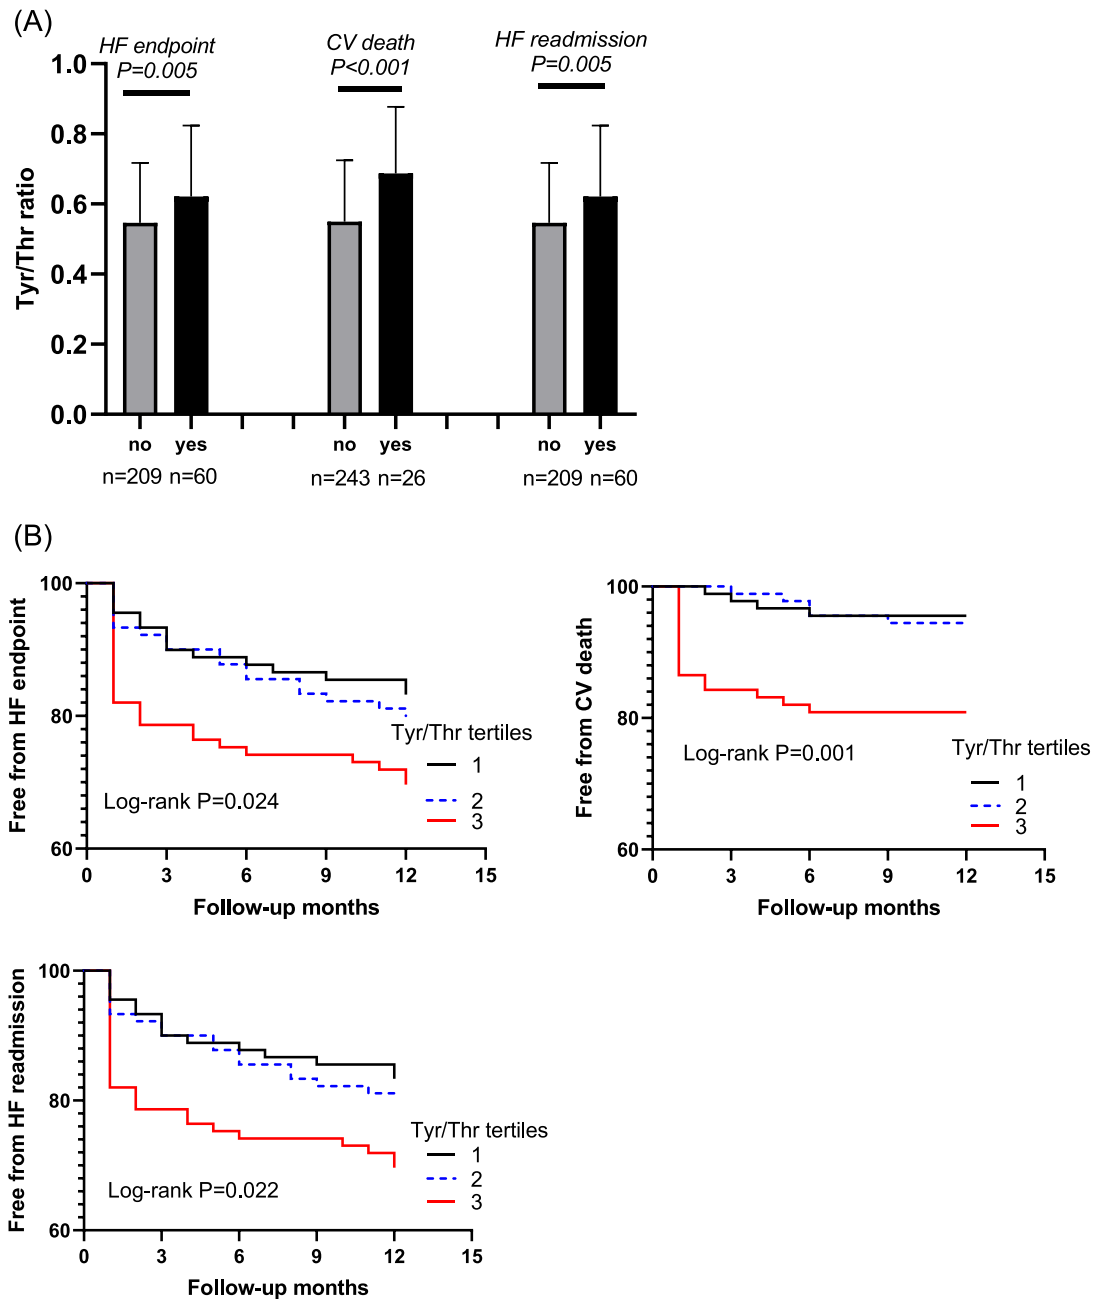 (A)
HF endpoint
P=0.005
CV death
P<0.001
HF readmission
P=0.005
Tyr/Thr ratio
1.0
0.8
0.6
0.4
0.2
0.0
no yes no yes no yes
n=209 n=60 n=243 n=26 n=209 n=60
(B)
Free from HF endpoint
100
80
60
Tyr/Thr tertiles
1
2
3
Log-rank P=0.024
0 3 6 9 12 15
Follow-up months
Free from CV death
100
80
60
Log-rank P=0.001
Tyr/Thr tertiles
1
2
3
0 3 6 9 12 15
Follow-up months
Free from HF readmission
100
80
60
Tyr/Thr tertiles
1
2
3
Log-rank P=0.022
0 3 6 9 12 15
Follow-up months